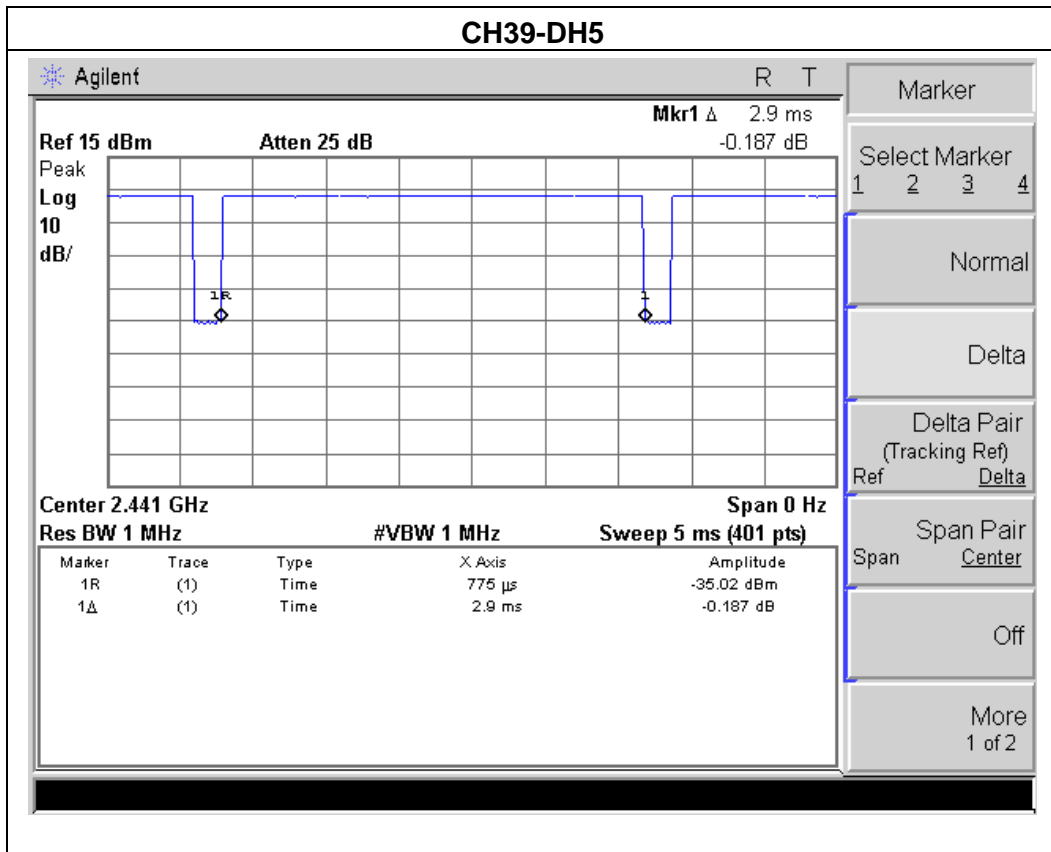 CH39-DH5
Agilent R T
Mkr1 Δ 2.9 ms
Ref 15 dBm Atten 25 dB -0.187 dB
Peak
Log
10
dB/
1R
1
Center 2.441 GHz Span 0 Hz
Res BW 1 MHz #VBW 1 MHz Sweep 5 ms (401 pts)
Marker Trace Type X Axis Amplitude
1R (1) Time 775 µs -35.02 dBm
1Δ (1) Time 2.9 ms -0.187 dB
Marker
Select Marker
1 2 3 4
Normal
Delta
Delta Pair
(Tracking Ref)
Ref Delta
Span Pair
Span Center
Off
More
1 of 2